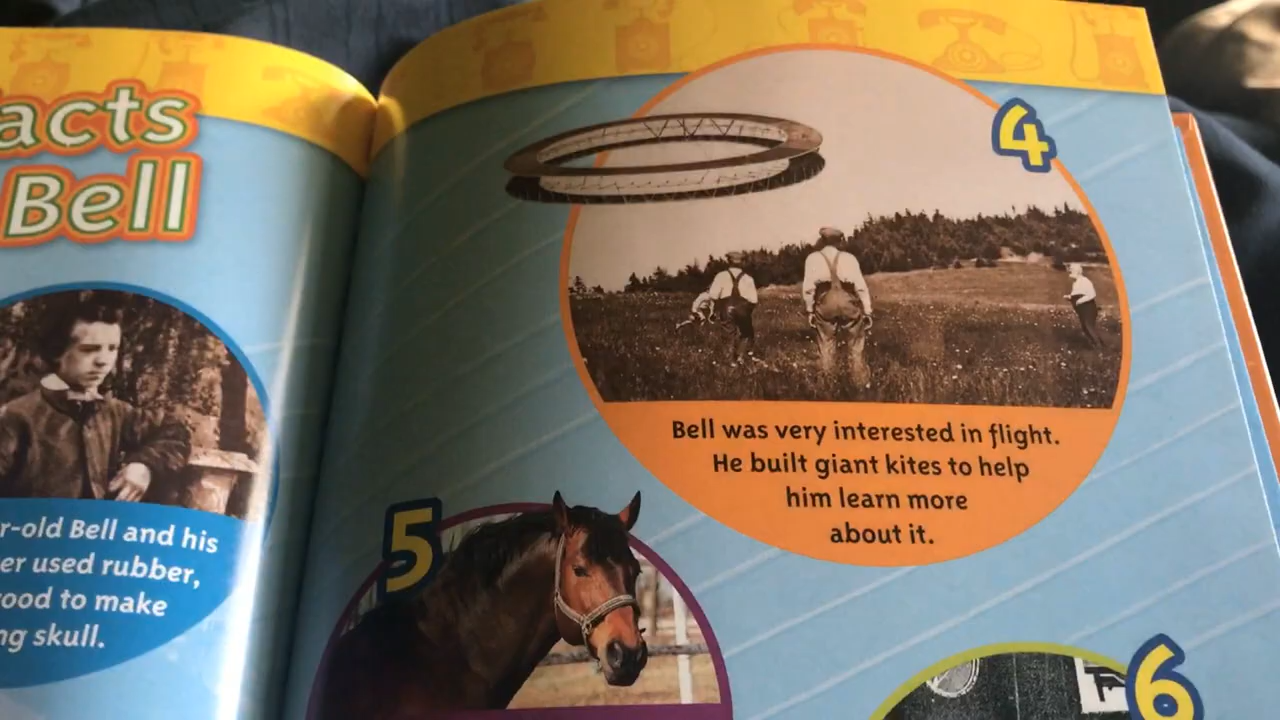 acts
Bell
r-old Bell and his
er used rubber,
ood to make
ng skull.
4
Bell was very interested in flight.
He built giant kites to help
him learn more
about it.
5
6